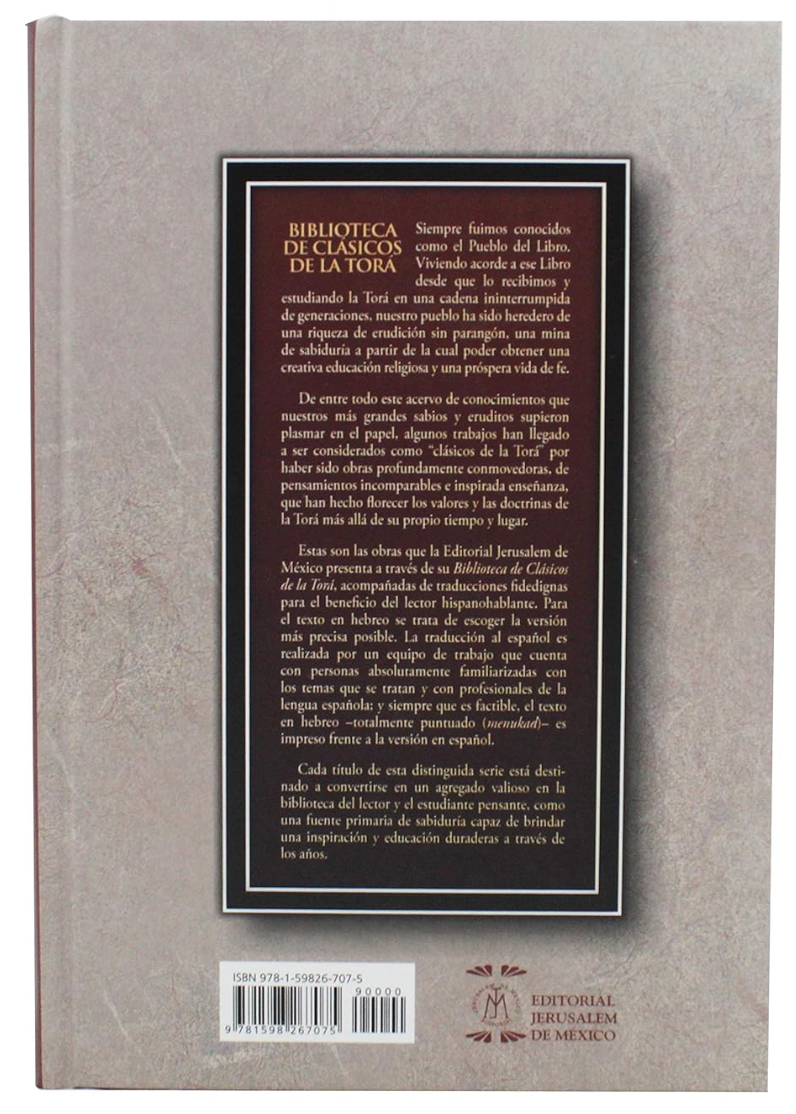 BIBLIOTECA
DE CLÁSICOS
DE LA TORÁ
Siempre fuimos conocidos
como el Pueblo del Libro.
Viviendo acorde a ese Libro
desde que lo recibimos y
estudiando la Torá en una cadena ininterrumpida
de generaciones, nuestro pueblo ha sido heredero de
una riqueza de erudición sin parangón, una mina
de sabiduría a partir de la cual poder obtener una
creativa educación religiosa y una próspera vida de fe.
De entre todo este acervo de conocimientos que
nuestros más grandes sabios y eruditos supieron
plasmar en el papel, algunos trabajos han llegado
a ser considerados como “clásicos de la Torá” por
haber sido obras profundamente conmovedoras, de
pensamientos incomparables e inspirada enseñanza,
que han hecho florecer los valores y las doctrinas de
la Torá más allá de su propio tiempo y lugar.
Estas son las obras que la Editorial Jerusalem de
México presenta a través de su Biblioteca de Clásicos
de la Torá, acompañadas de traducciones fidedignas
para el beneficio del lector hispanohablante. Para
el texto en hebreo se trata de escoger la versión
más precisa posible. La traducción al español es
realizada por un equipo de trabajo que cuenta
con personas absolutamente familiarizadas con
los temas que se tratan y con profesionales de la
lengua española; y siempre que es factible, el texto
en hebreo –totalmente puntuado (menukad)– es
impreso frente a la versión en español.
Cada título de esta distinguida serie está desti-
nado a convertirse en un agregado valioso en la
biblioteca del lector y el estudiante pensante, como
una fuente primaria de sabiduría capaz de brindar
una inspiración y educación duraderas a través de
los años.
ISBN 978-1-59826-707-5
90000
9 781598 267075
EDITORIAL
JERUSALEM
DE MÉXICO